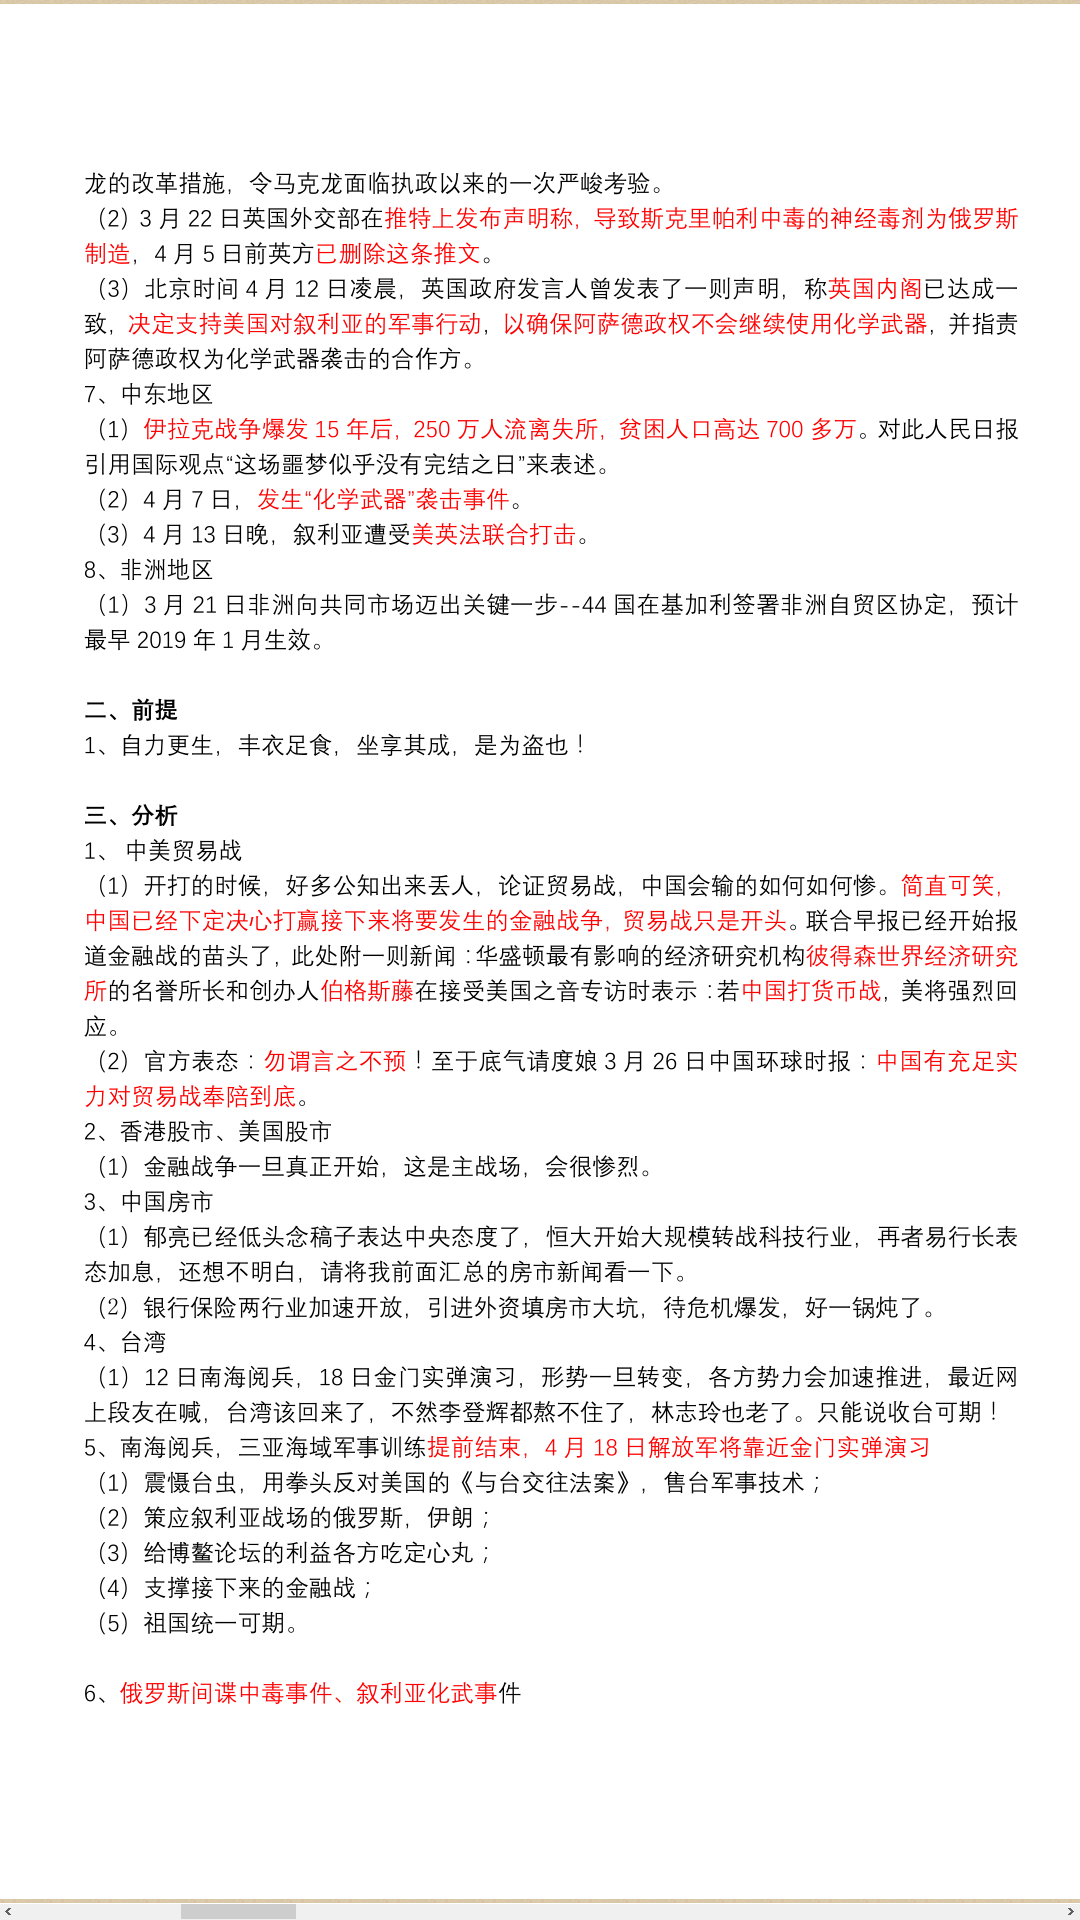 龙的改革措施，令马克龙面临执政以来的一次严峻考验。
（2）3 月 22 日英国外交部在推特上发布声明称，导致斯克里帕利中毒的神经毒剂为俄罗斯
制造，4 月 5 日前英方已删除这条推文。
（3）北京时间 4 月 12 日凌晨，英国政府发言人曾发表了一则声明，称英国内阁已达成一
致，决定支持美国对叙利亚的军事行动，以确保阿萨德政权不会继续使用化学武器，并指责
阿萨德政权为化学武器袭击的合作方。
7、中东地区
（1）伊拉克战争爆发 15 年后，250 万人流离失所，贫困人口高达 700 多万。对此人民日报
引用国际观点“这场噩梦似乎没有完结之日”来表述。
（2）4 月 7 日，发生“化学武器”袭击事件。
（3）4 月 13 日晚，叙利亚遭受美英法联合打击。
8、非洲地区
（1）3 月 21 日非洲向共同市场迈出关键一步--44 国在基加利签署非洲自贸区协定，预计
最早 2019 年 1 月生效。
二、前提
1、自力更生，丰衣足食，坐享其成，是为盗也！
三、分析
1、 中美贸易战
（1）开打的时候，好多公知出来丢人，论证贸易战，中国会输的如何如何惨。简直可笑，
中国已经下定决心打赢接下来将要发生的金融战争，贸易战只是开头。联合早报已经开始报
道金融战的苗头了，此处附一则新闻：华盛顿最有影响的经济研究机构彼得森世界经济研究
所的名誉所长和创办人伯格斯藤在接受美国之音专访时表示：若中国打货币战，美将强烈回
应。
（2）官方表态：勿谓言之不预！至于底气请度娘 3 月 26 日中国环球时报：中国有充足实
力对贸易战奉陪到底。
2、香港股市、美国股市
（1）金融战争一旦真正开始，这是主战场，会很惨烈。
3、中国房市
（1）郁亮已经低头念稿子表达中央态度了，恒大开始大规模转战科技行业，再者易行长表
态加息，还想不明白，请将我前面汇总的房市新闻看一下。
（2）银行保险两行业加速开放，引进外资填房市大坑，待危机爆发，好一锅炖了。
4、台湾
（1）12 日南海阅兵，18 日金门实弹演习，形势一旦转变，各方势力会加速推进，最近网
上段友在喊，台湾该回来了，不然李登辉都熬不住了，林志玲也老了。只能说收台可期！
5、南海阅兵，三亚海域军事训练提前结束，4 月 18 日解放军将靠近金门实弹演习
（1）震慑台虫，用拳头反对美国的《与台交往法案》，售台军事技术；
（2）策应叙利亚战场的俄罗斯，伊朗；
（3）给博鳌论坛的利益各方吃定心丸；
（4）支撑接下来的金融战；
（5）祖国统一可期。
6、俄罗斯间谍中毒事件、叙利亚化武事件